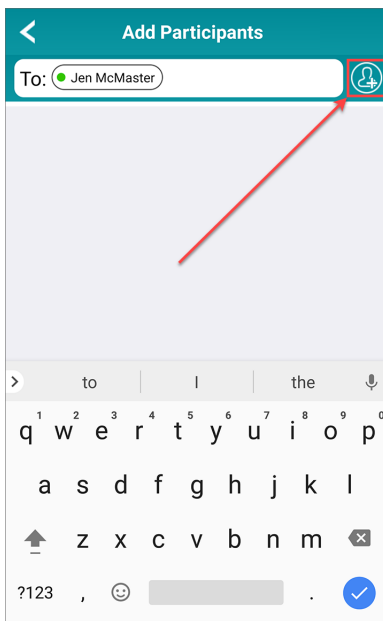 Add Participants
To: Jen McMaster
to I the
1 2 3 4 5 6 7 8 9 0
q w e r t y u i o p
a s d f g h j k l
z x c v b n m
?123 , .